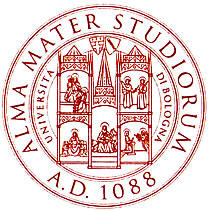 ALMA MATER STUDIORUM
A.D. 1088
UNIVERSITÀ
DI BOLOGNA